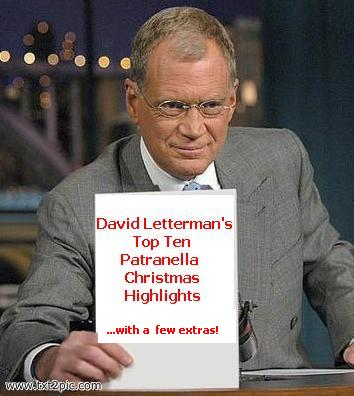 David Letterman's
Top Ten
Patranella
Christmas
Highlights
...with a few extras!
www.txt2pic.com